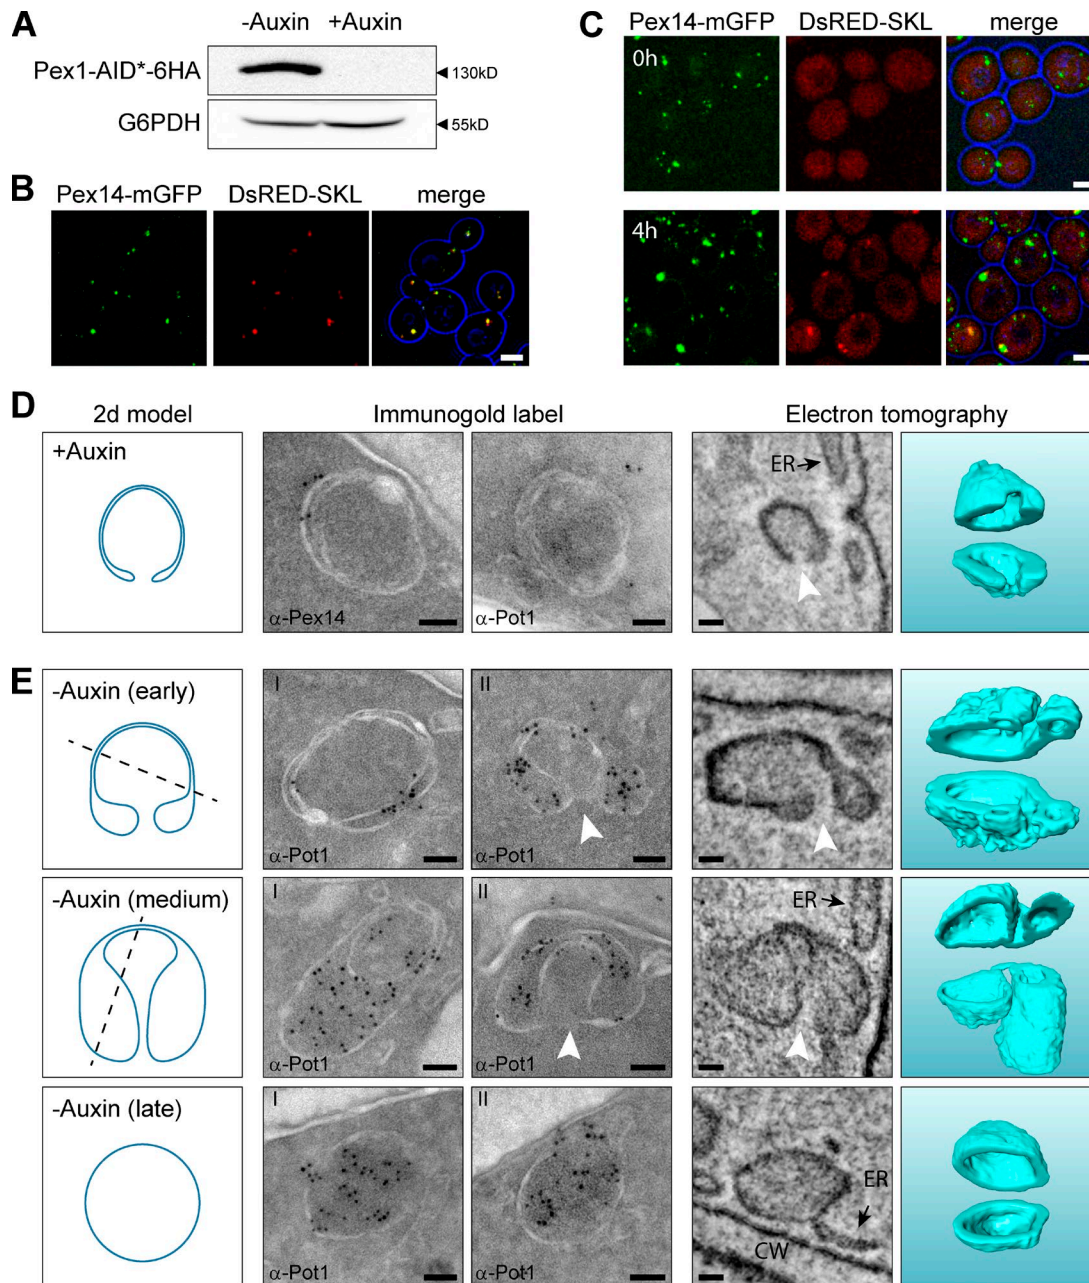 A
-Auxin +Auxin
Pex1-AID*-6HA
130kD
G6PDH
55kD
B
Pex14-mGFP DsRED-SKL merge
C
Pex14-mGFP DsRED-SKL merge
0h
4h
D
2d model Immunogold label Electron tomography
+Auxin
ER
α-Pex14 α-Pot1
E
-Auxin (early)
I II
α-Pot1 α-Pot1
-Auxin (medium)
I II
ER
α-Pot1 α-Pot1
-Auxin (late)
I II
ER
CW
α-Pot1 α-Pot1